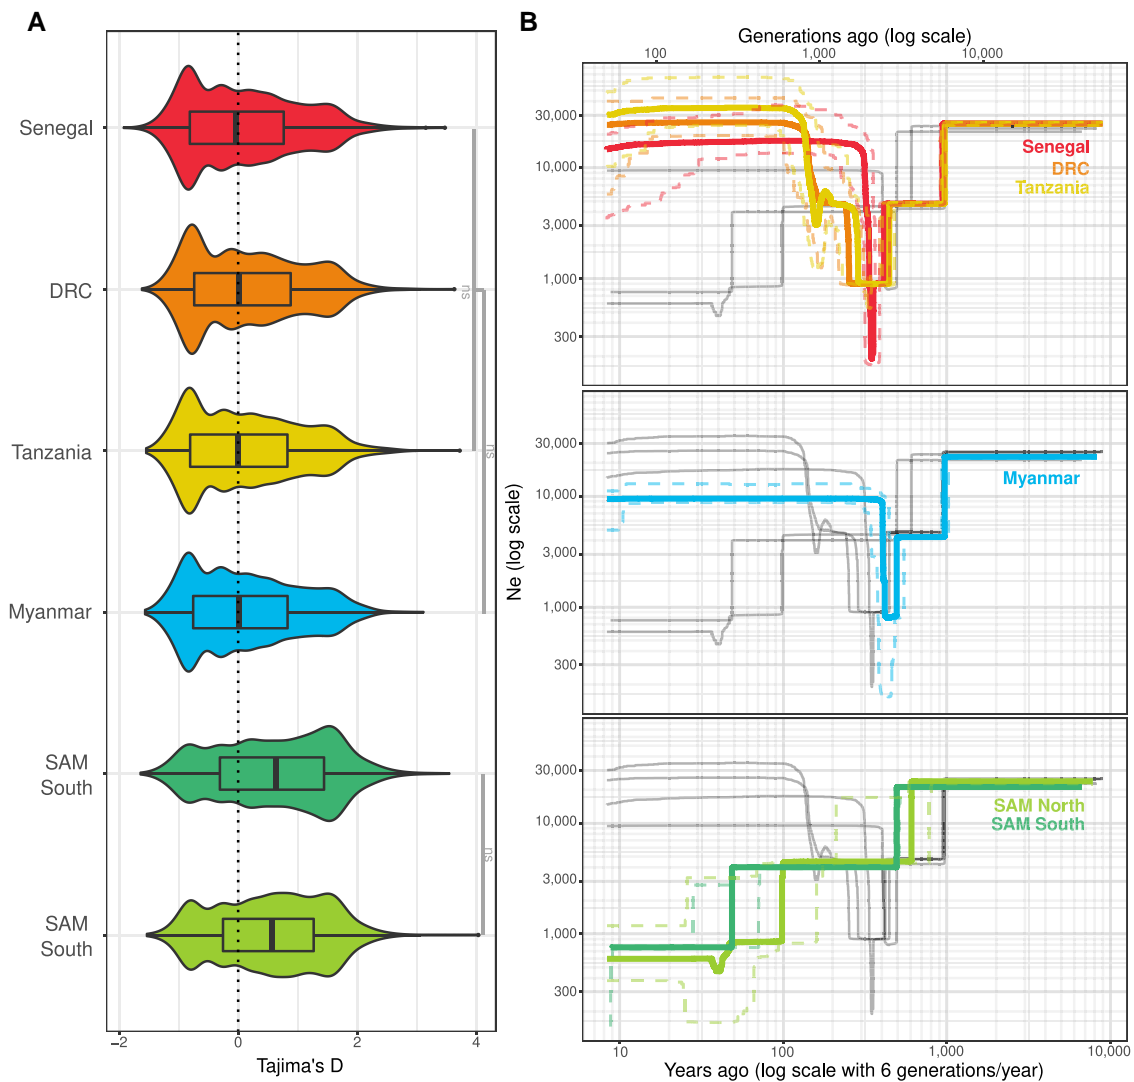 A
Senegal
DRC
Tanzania
Myanmar
SAM
South
SAM
South
ns
ns
ns
−2
0
2
4
Tajima's D
B
Generations ago (log scale)
100
1,000
10,000
Ne (log scale)
30,000
10,000
3,000
1,000
300
Senegal
DRC
Tanzania
30,000
10,000
3,000
1,000
300
Myanmar
30,000
10,000
3,000
1,000
300
SAM North
SAM South
10
100
1,000
10,000
Years ago (log scale with 6 generations/year)